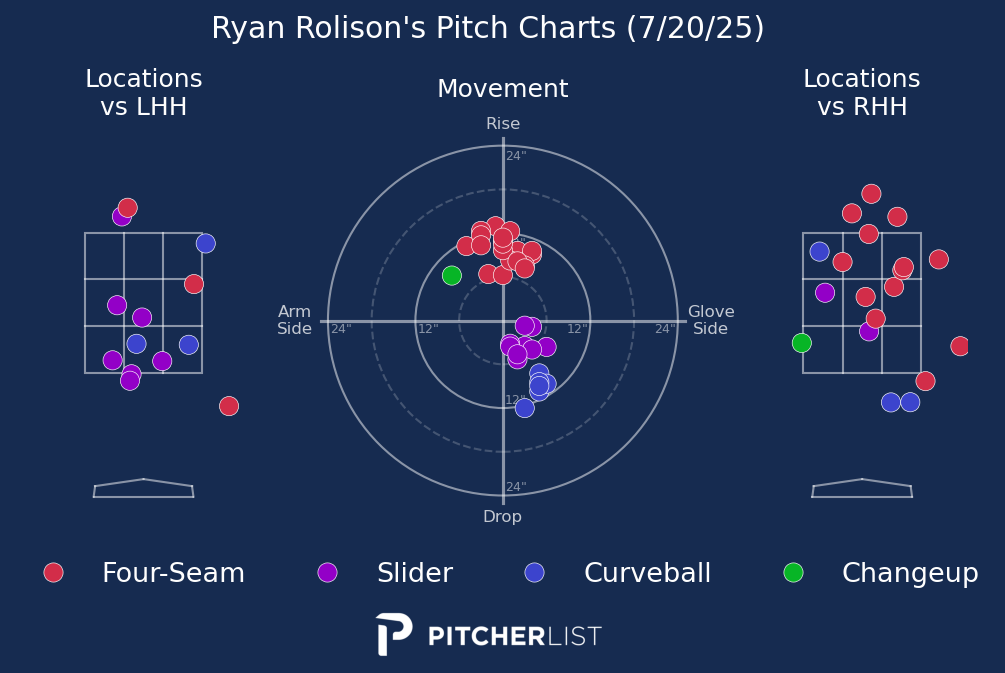 Ryan Rolison's Pitch Charts (7/20/25)
Locations
vs LHH
Movement
Locations
vs RHH
Rise
24"
Arm
Side
24"
12"
12"
24"
Glove
Side
12"
24"
Drop
Four-Seam
Slider
Curveball
Changeup
PITCHERLIST